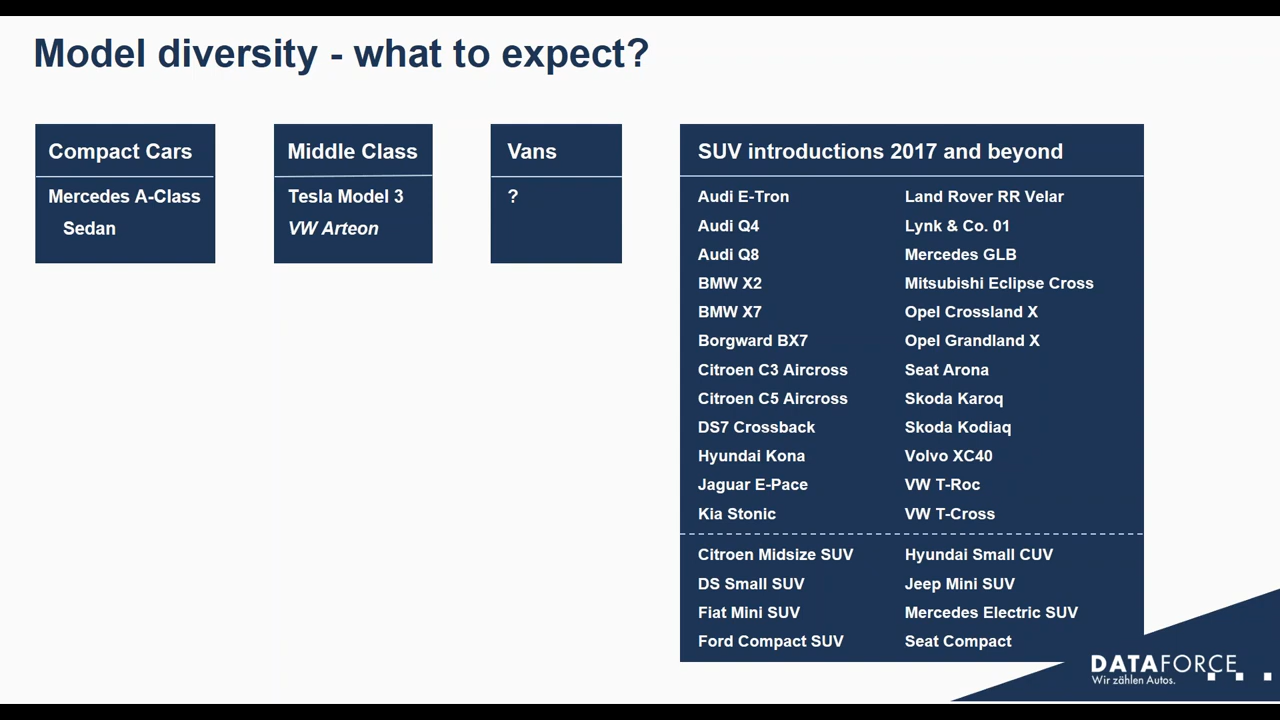 Model diversity - what to expect?
Compact Cars
Mercedes A-Class
Sedan
Middle Class
Tesla Model 3
VW Arteon
Vans
?
SUV introductions 2017 and beyond
Audi E-Tron
Audi Q4
Audi Q8
BMW X2
BMW X7
Borgward BX7
Citroen C3 Aircross
Citroen C5 Aircross
DS7 Crossback
Hyundai Kona
Jaguar E-Pace
Kia Stonic
Land Rover RR Velar
Lynk & Co. 01
Mercedes GLB
Mitsubishi Eclipse Cross
Opel Crossland X
Opel Grandland X
Seat Arona
Skoda Karoq
Skoda Kodiaq
Volvo XC40
VW T-Roc
VW T-Cross
Citroen Midsize SUV
DS Small SUV
Fiat Mini SUV
Ford Compact SUV
Hyundai Small CUV
Jeep Mini SUV
Mercedes Electric SUV
Seat Compact
DATAFORCE
Wir zählen Autos.